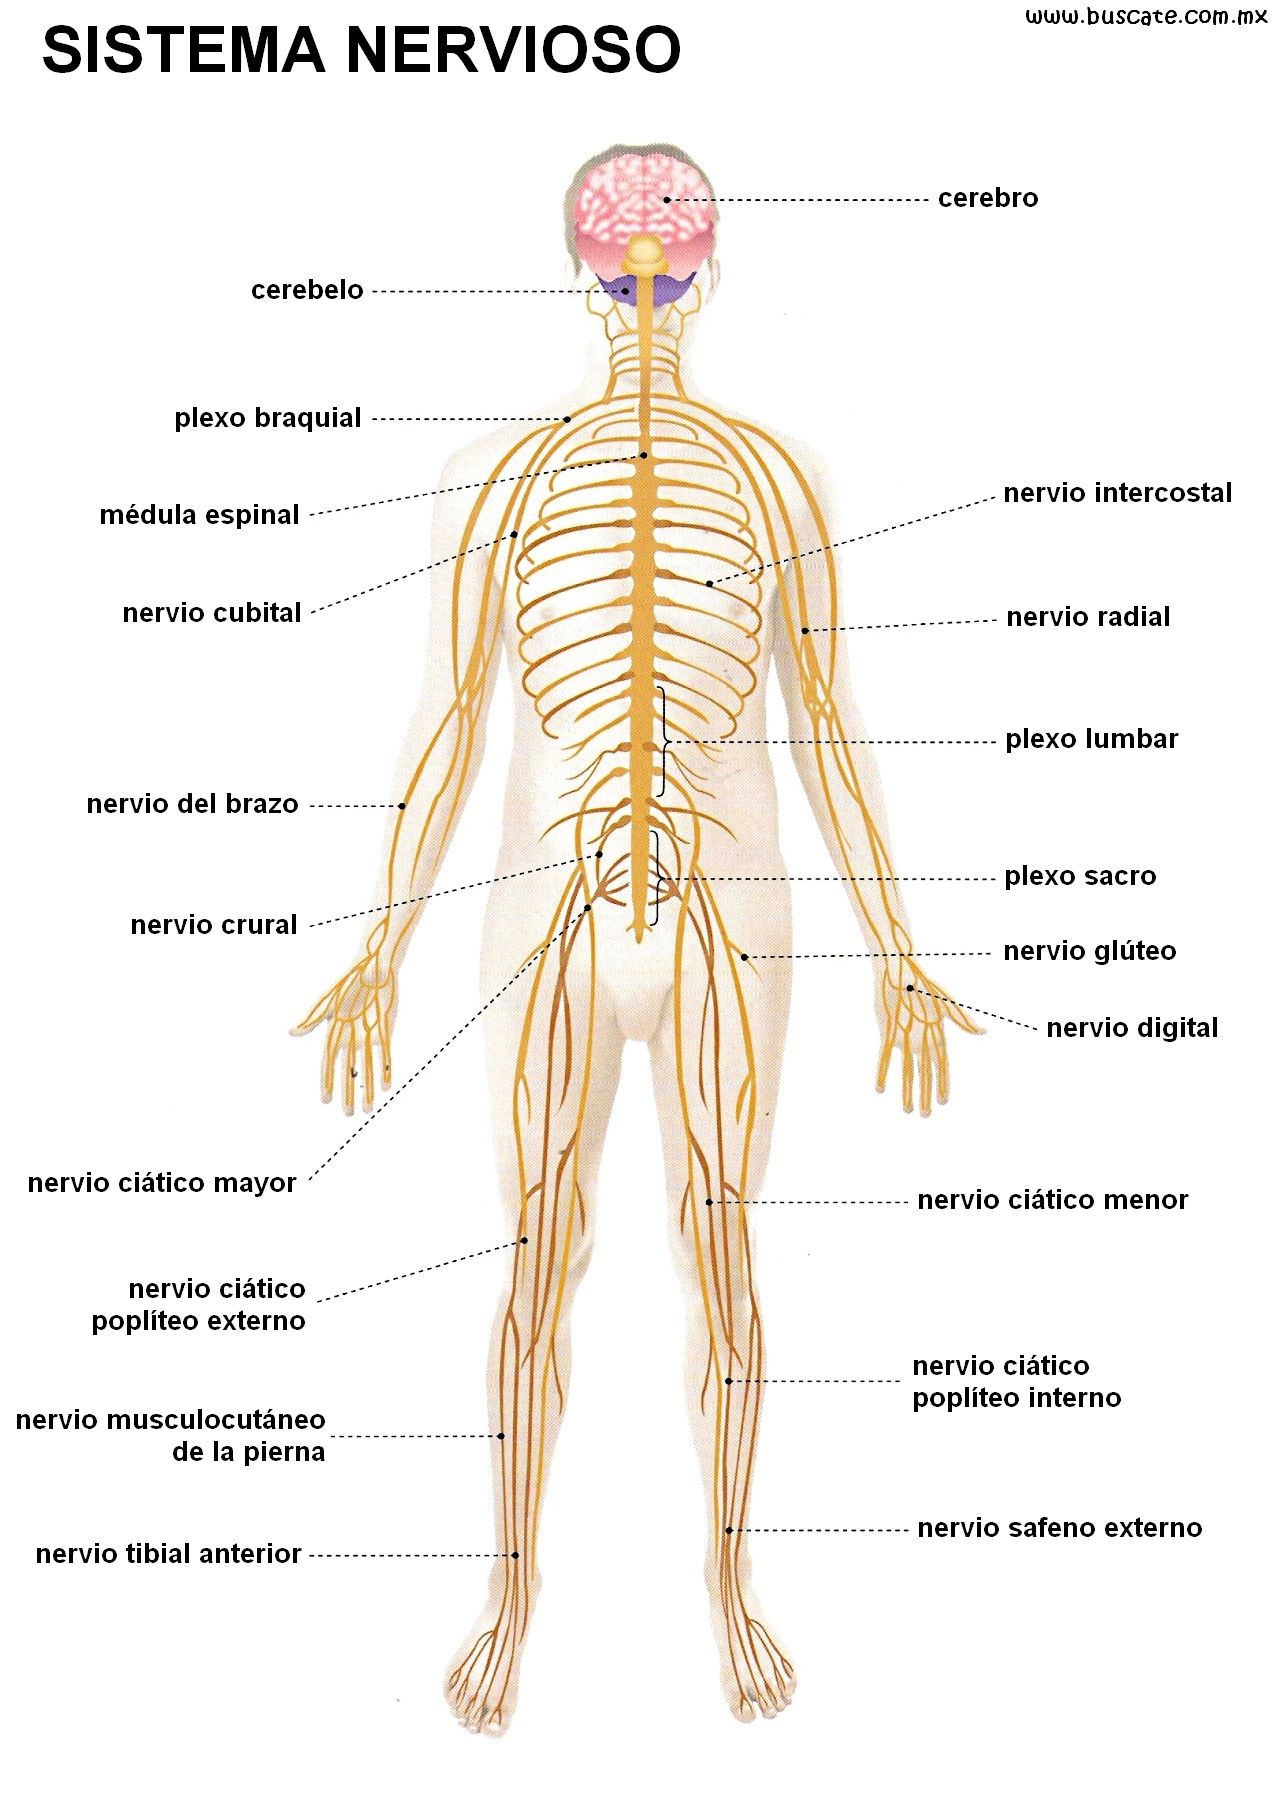 www.buscate.com.mx
SISTEMA NERVIOSO
cerebro
cerebelo
plexo braquial
médula espinal
nervio intercostal
nervio cubital
nervio radial
plexo lumbar
nervio del brazo
plexo sacro
nervio crural
nervio glúteo
nervio digital
nervio ciático mayor
nervio ciático menor
nervio ciático
poplíteo externo
nervio ciático
poplíteo interno
nervio musculocutáneo
de la pierna
nervio safeno externo
nervio tibial anterior